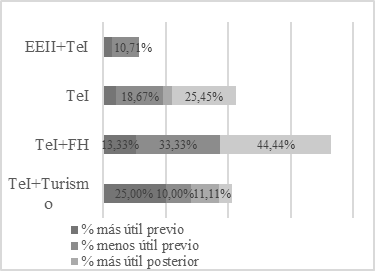 EEII+TeI
10,71%
TeI
18,67% 25,45%
TeI+FH
13,33% 33,33% 44,44%
TeI+Turism
o
25,00% 10,00% 11,11%
% más útil previo
% menos útil previo
% más útil posterior